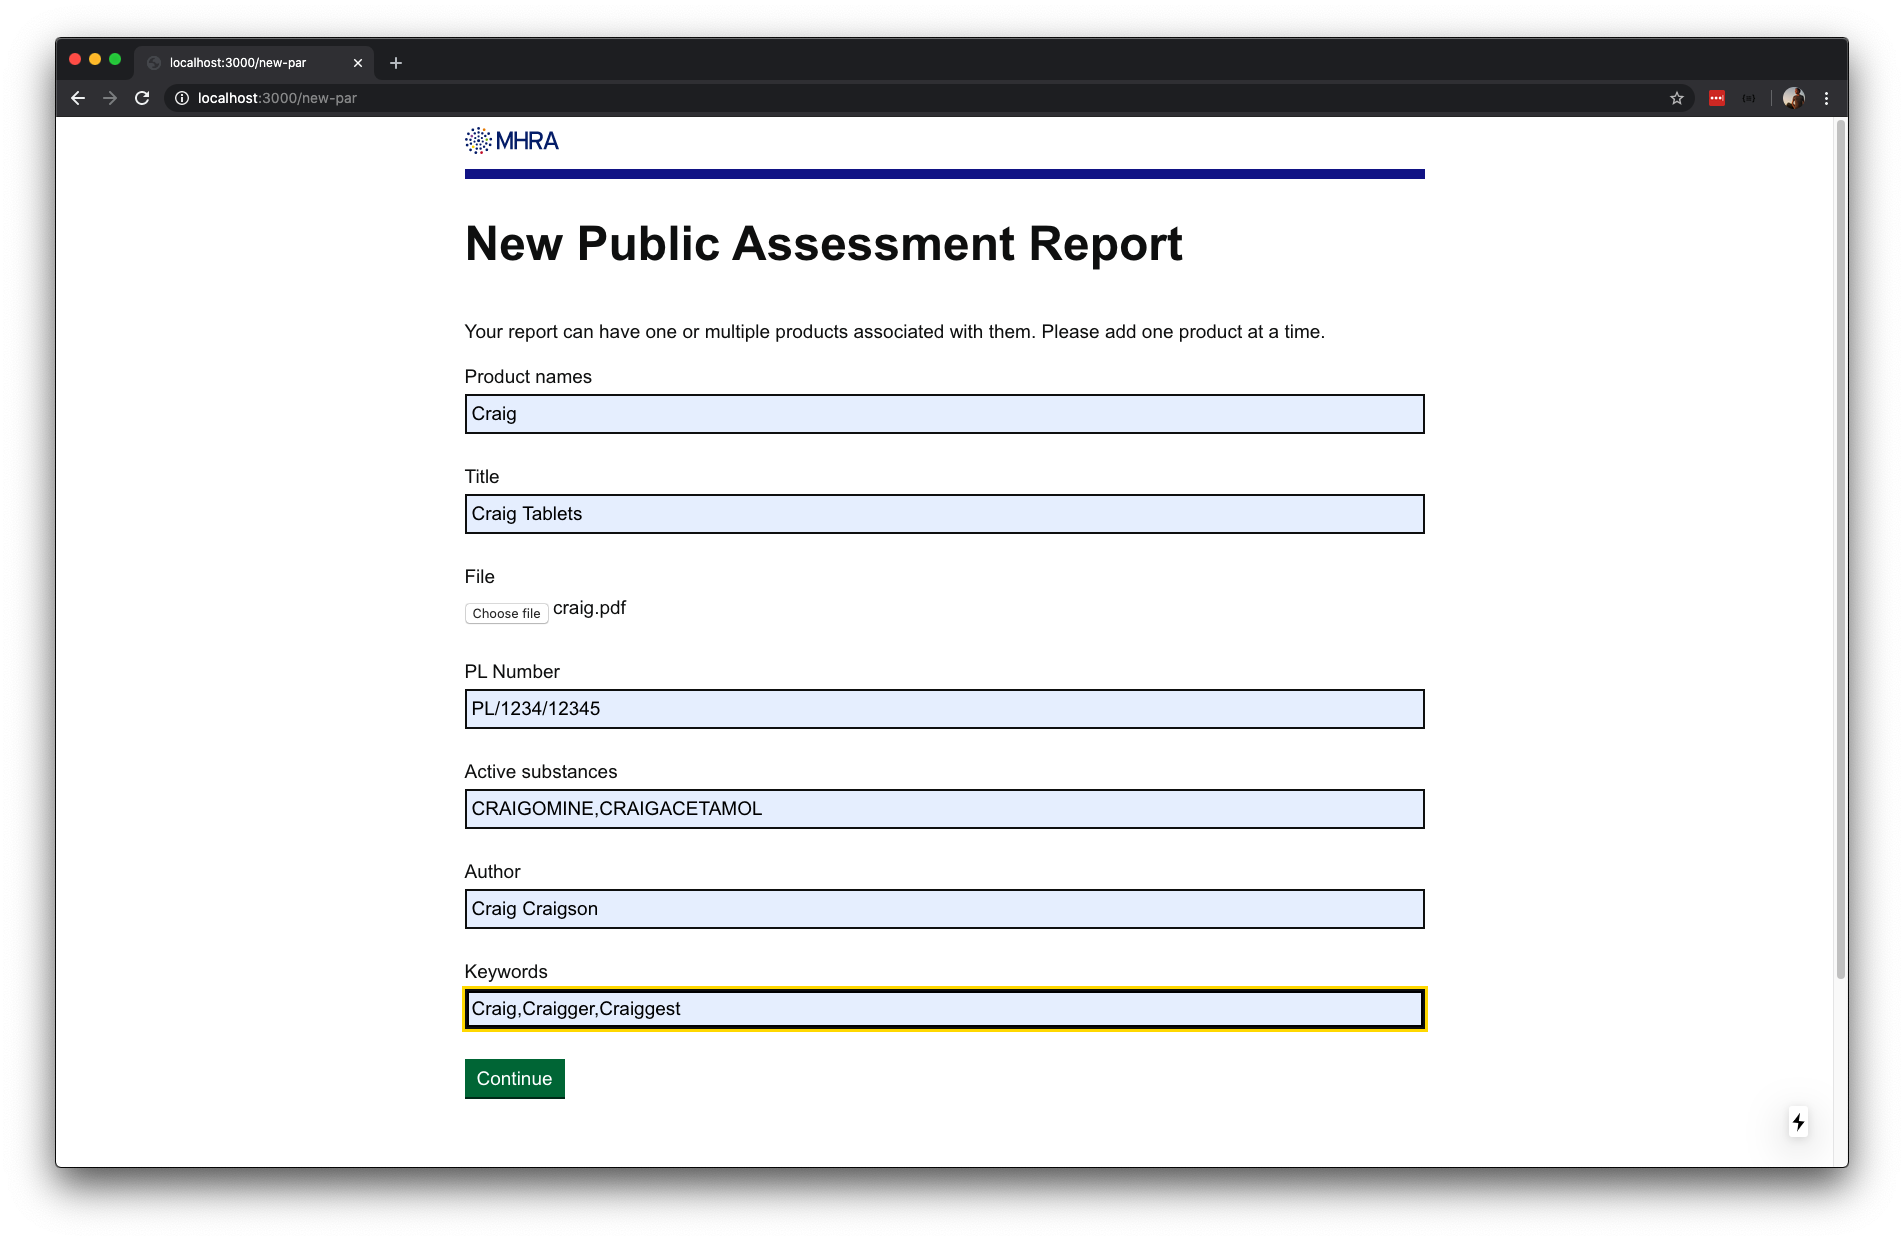 localhost:3000/new-par
localhost:3000/new-par
MHRA
New Public Assessment Report
Your report can have one or multiple products associated with them. Please add one product at a time.
Product names
Craig
Title
Craig Tablets
File
Choose file craig.pdf
PL Number
PL/1234/12345
Active substances
CRAIGOMINE,CRAIGACETAMOL
Author
Craig Craigson
Keywords
Craig,Craigger,Craiggest
Continue